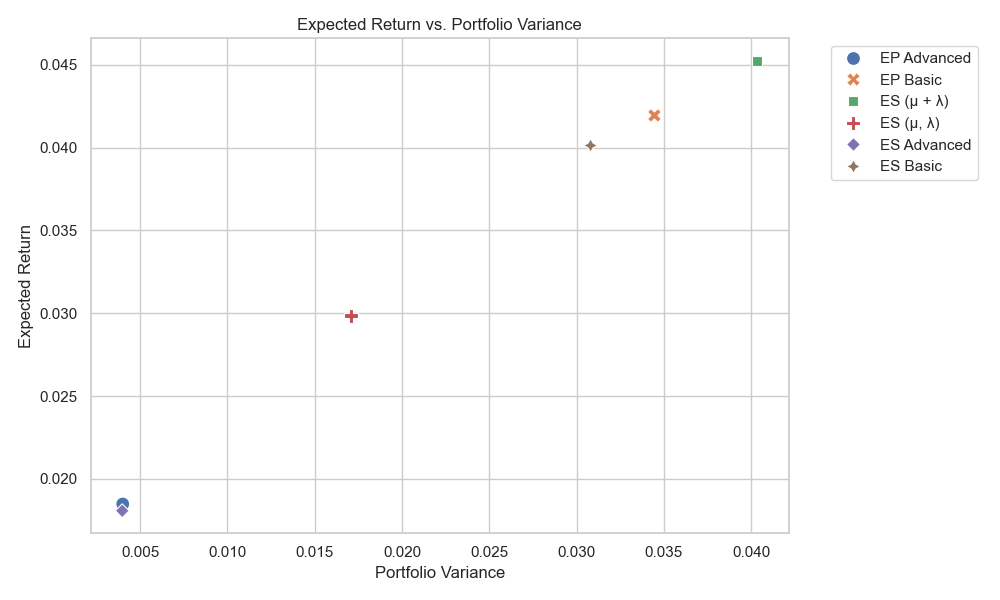 Expected Return vs. Portfolio Variance
EP Advanced
EP Basic
ES (μ + λ)
ES (μ, λ)
ES Advanced
ES Basic
Expected Return
0.045
0.040
0.035
0.030
0.025
0.020
0.005 0.010 0.015 0.020 0.025 0.030 0.035 0.040
Portfolio Variance